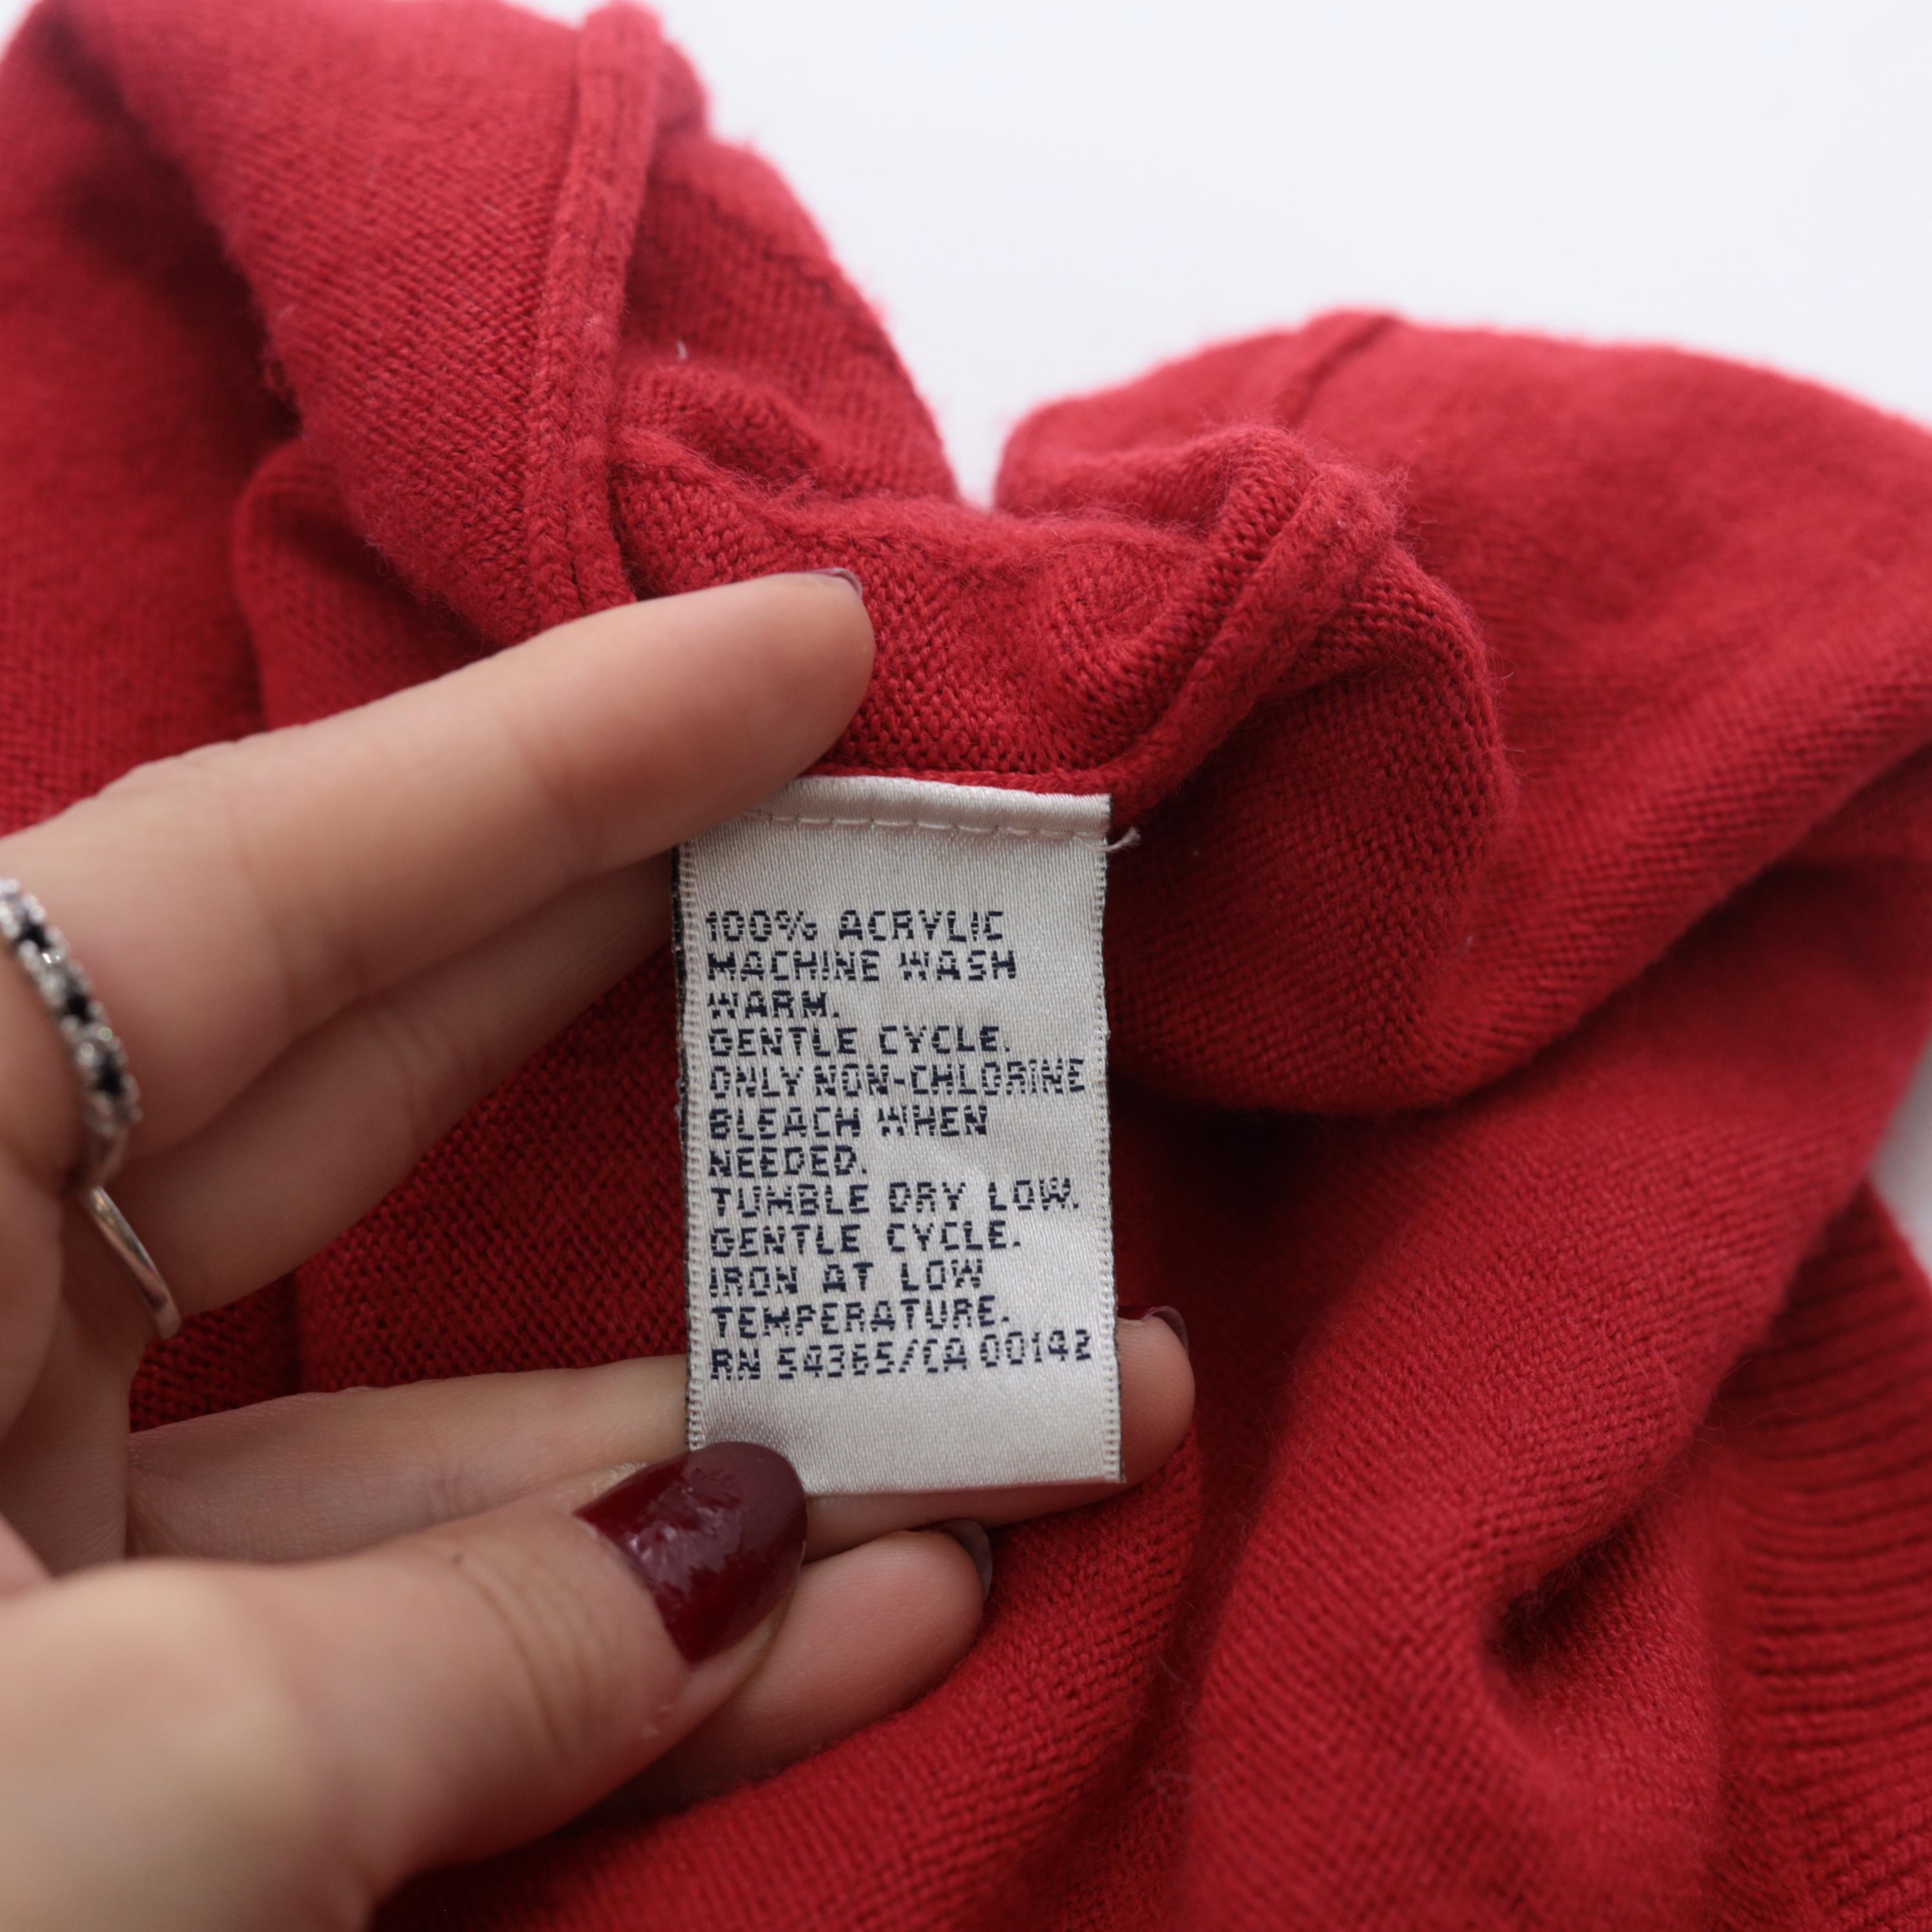 100% ACRYLIC
MACHINE WASH
WARM.
GENTLE CYCLE.
ONLY NON-CHLORINE
BLEACH WHEN
NEEDED.
TUMBLE DRY LOW.
GENTLE CYCLE.
IRON AT LOW
TEMPERATURE.
RN 54365/CA 00142